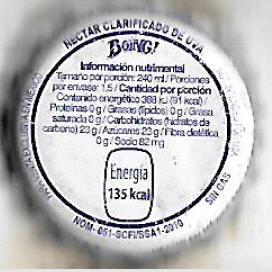 NECTAR CLARIFICADO DE UVA
BOING!
Información nutrimental
Tamaño por porción: 240 ml / Porciones
por envase: 1.5 / Cantidad por porción
Contenido energético 388 kJ (91 kcal) /
Proteínas 0 g / Grasas (lípidos) 0 g / Grasa
saturada 0 g / Carbohidratos (hidratos de
carbono) 23 g / Azúcares 23 g / Fibra dietética
0 g / Sodio 82 mg
Energía
135 kcal
SIN GAS
NOM-051-SCFI/SSA1-2010